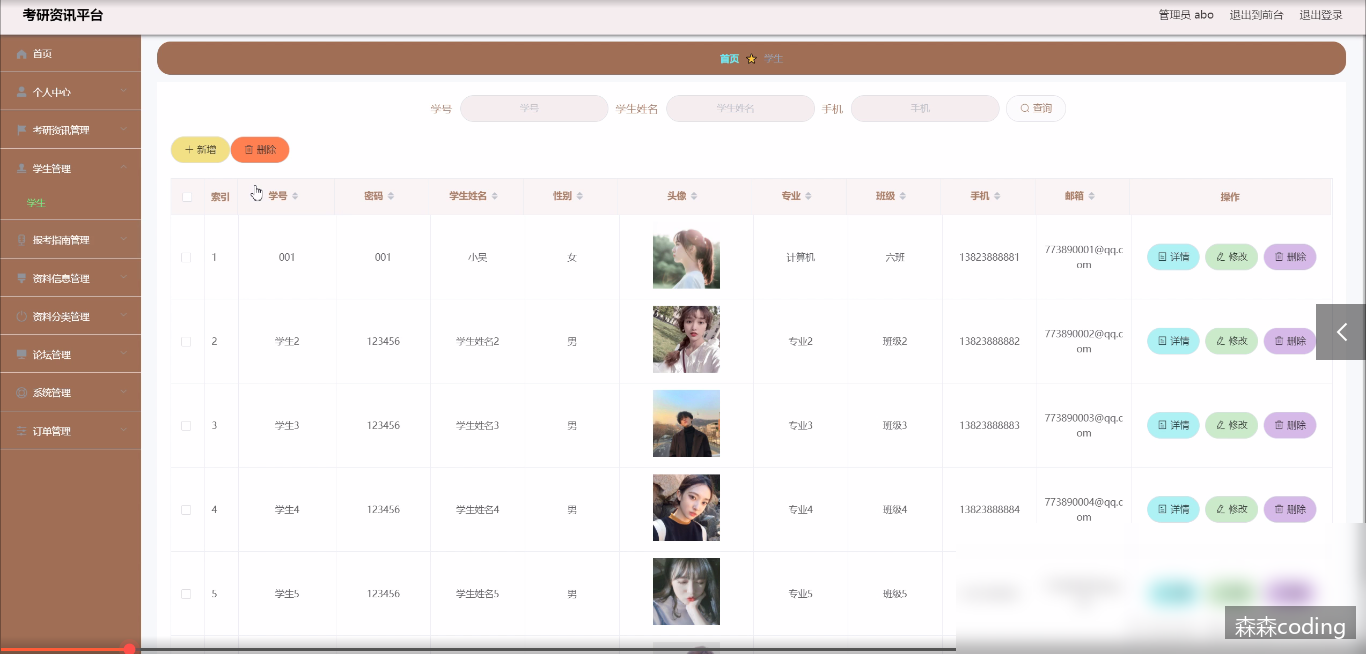 考研资讯平台
管理员 abo 退出到前台 退出登录
首页
个人中心
考研资讯管理
学生管理
学生
报考指南管理
资料信息管理
资料分类管理
论坛管理
系统管理
订单管理
首页 学生
学号 学号 学生姓名 学生姓名 手机 手机 查询
新增 删除
索引 学号 密码 学生姓名 性别 头像 专业 班级 手机 邮箱 操作
1 001 001 小吴 女 计算机 六班 13823888881 773890001@qq.c
om 详情 修改 删除
2 学生2 123456 学生姓名2 男 专业2 班级2 13823888882 773890002@qq.c
om 详情 修改 删除
3 学生3 123456 学生姓名3 男 专业3 班级3 13823888883 773890003@qq.c
om 详情 修改 删除
4 学生4 123456 学生姓名4 男 专业4 班级4 13823888884 773890004@qq.c
om 详情 修改 删除
5 学生5 123456 学生姓名5 男 专业5 班级5
森森coding